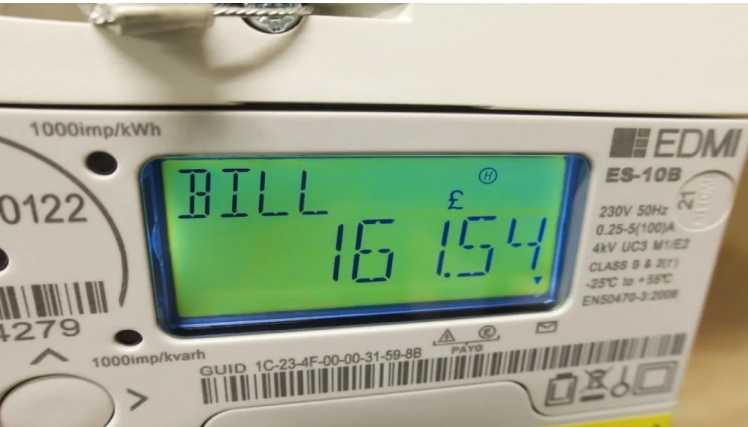 1000imp/kWh
EDMI
ES-10B
21
0122
BILL
£
161.54
230V 50Hz
0.25-5(100)A
4kV UC3 M1/E2
CLASS B & 2(r)
-25°C to +55°C
EN50470-3:2006
4279
1000imp/kvarh
PAYG
GUID 1C-23-4F-00-00-31-59-8B